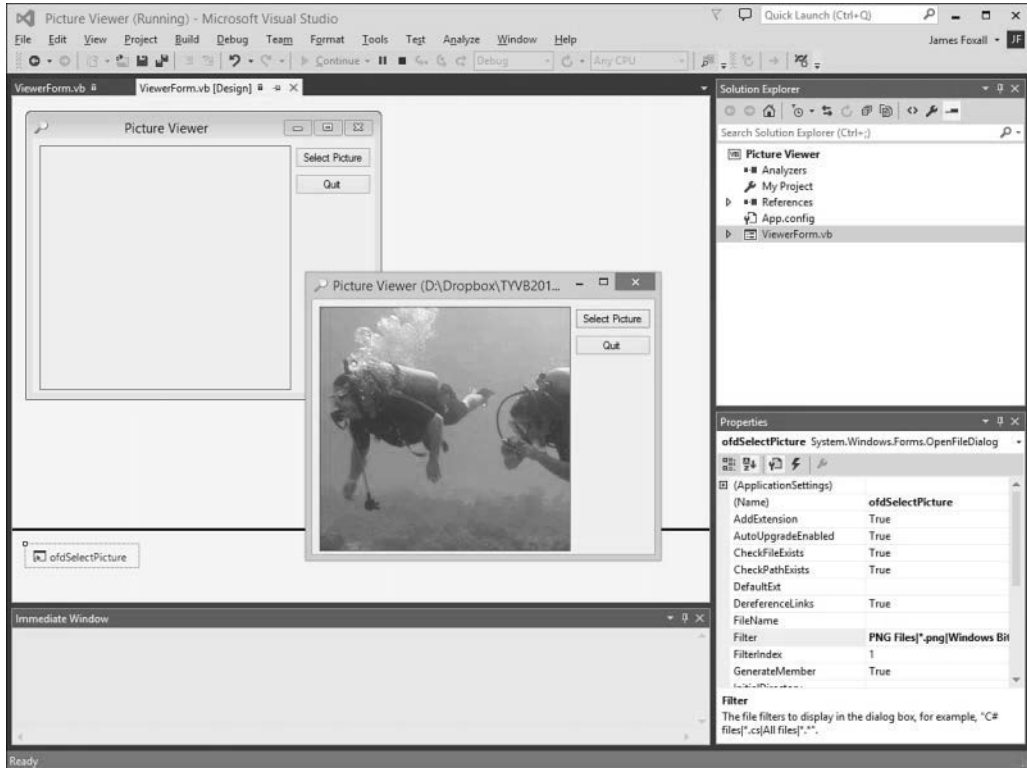 Picture Viewer (Running) - Microsoft Visual Studio
Quick Launch (Ctrl+Q)
File Edit View Project Build Debug Team Format Tools Test Analyze Window Help
James Foxall JF
Continue Debug Any CPU
ViewerForm.vb
ViewerForm.vb [Design]
Picture Viewer
Select Picture
Quit
Picture Viewer (D:\Dropbox\TYVB201...
Select Picture
Quit
ofdSelectPicture
Immediate Window
Solution Explorer
Search Solution Explorer (Ctrl+;)
VB Picture Viewer
Analyzers
My Project
References
App.config
ViewerForm.vb
Properties
ofdSelectPicture System.Windows.Forms.OpenFileDialog
(ApplicationSettings)
(Name) ofdSelectPicture
AddExtension True
AutoUpgradeEnabled True
CheckFileExists True
CheckPathExists True
DefaultExt
DereferenceLinks True
FileName
Filter PNG Files|*.png|Windows Bit
FilterIndex 1
GenerateMember True
Filter
The file filters to display in the dialog box, for example, "C#
files|*.cs|All files|*.*".
Ready